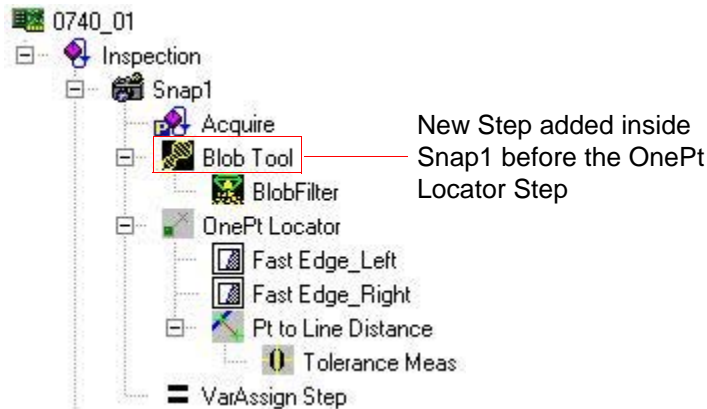 0740_01
Inspection
Snap1
Acquire
Blob Tool
BlobFilter
OnePt Locator
Fast Edge_Left
Fast Edge_Right
Pt to Line Distance
Tolerance Meas
VarAssign Step
New Step added inside
Snap1 before the OnePt
Locator Step